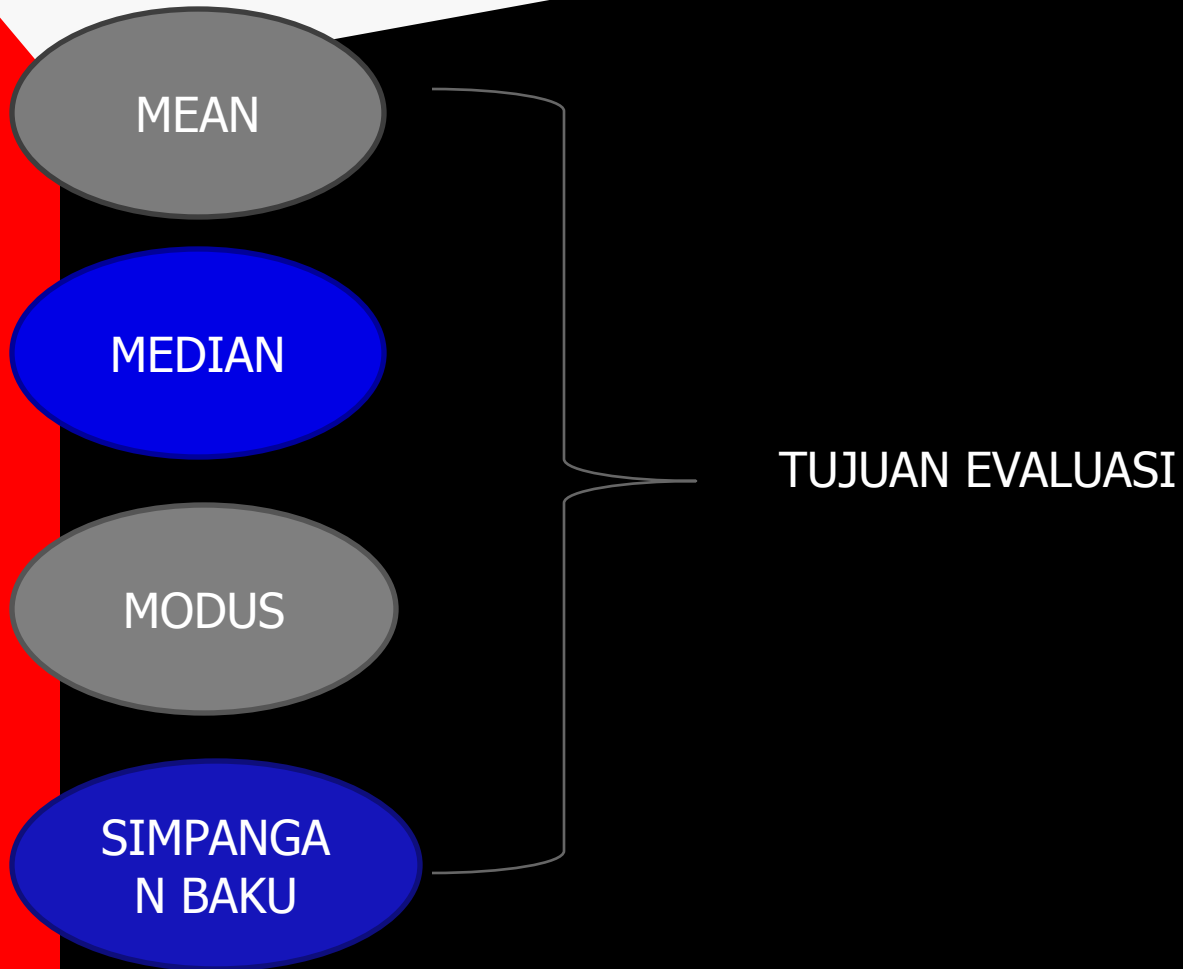 MEAN
MEDIAN
TUJUAN EVALUASI
MODUS
SIMPANGA
N BAKU